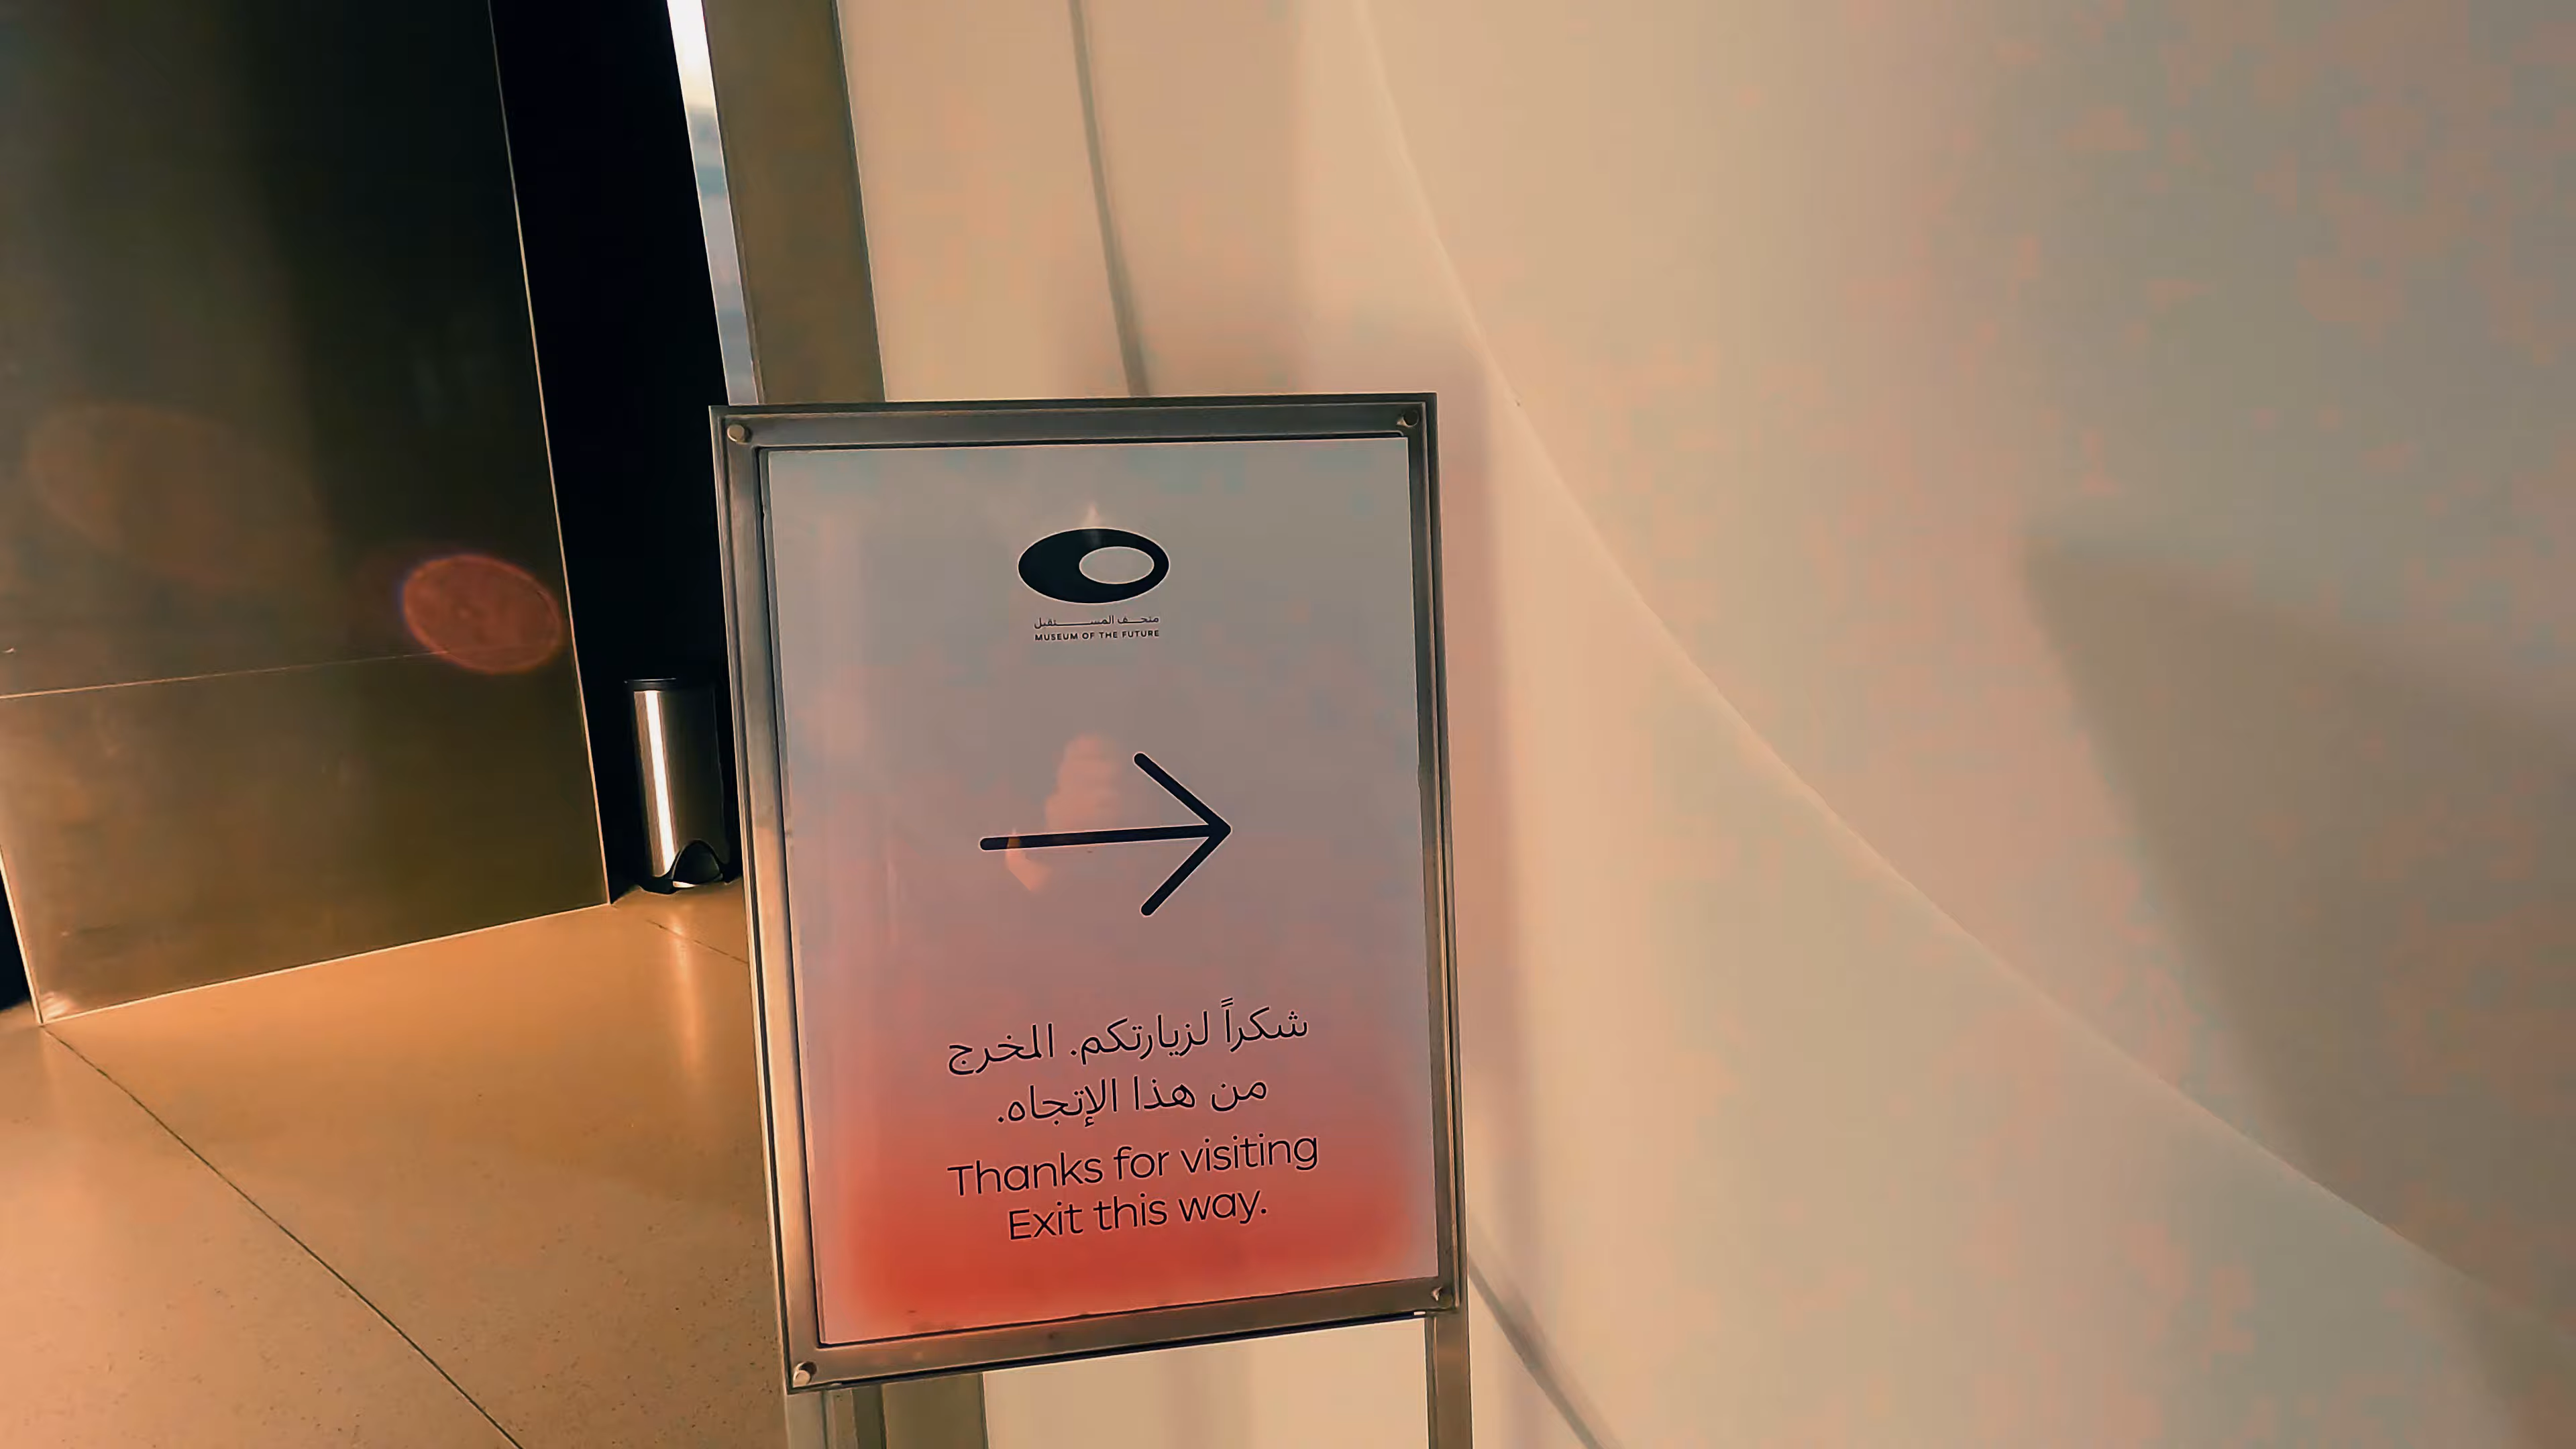 متحف المستقبل
MUSEUM OF THE FUTURE
شكراً لزيارتكم. المخرج
من هذا الإتجاه.
Thanks for visiting
Exit this way.